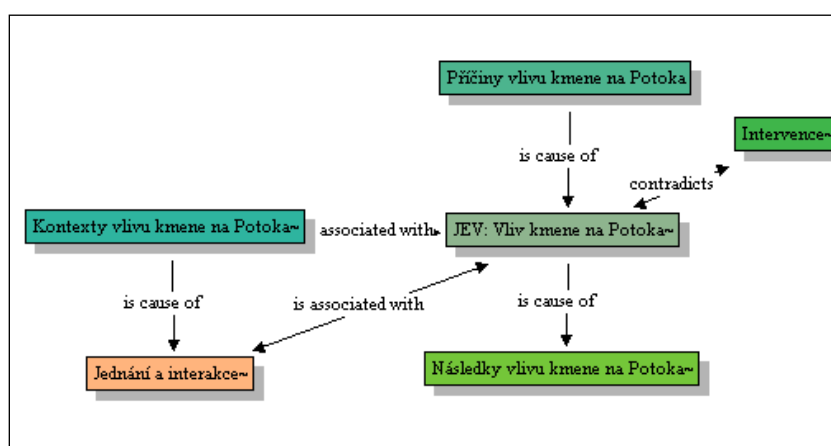 Příčiny vlivu kmene na Potoka
is cause of
Intervence~
contradicts
Kontexty vlivu kmene na Potoka~
associated with
JEV: Vliv kmene na Potoka~
is cause of
is associated with
is cause of
Jednání a interakce~
Následky vlivu kmene na Potoka~